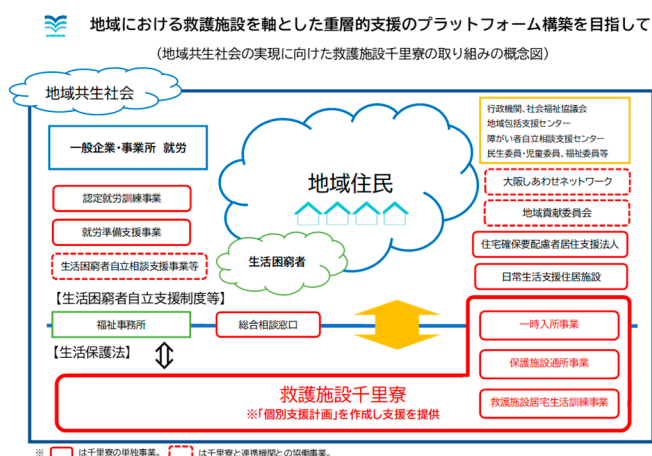 地域における救護施設を軸とした重層的支援のプラットフォーム構築を目指して
（地域共生社会の実現に向けた救護施設千里寮の取り組みの概念図）
地域共生社会
一般企業・事業所 就労
認定就労訓練事業
就労準備支援事業
生活困窮者自立相談支援事業等
【生活困窮者自立支援制度等】
福祉事務所
総合相談窓口
【生活保護法】
地域住民
生活困窮者
行政機関、社会福祉協議会
地域包括支援センター
障がい者自立相談支援センター
民生委員・児童委員、福祉委員等
大阪しあわせネットワーク
地域貢献委員会
住宅確保要配慮者居住支援法人
日常生活支援住居施設
一時入所事業
保護施設通所事業
救護施設居宅生活訓練事業
救護施設千里寮
※「個別支援計画」を作成し支援を提供
※ は千里寮の単独事業。 は千里寮と連携機関との協働事業。